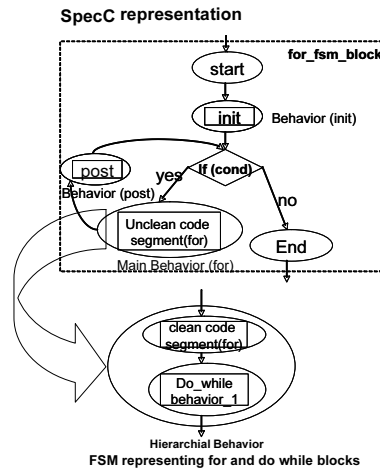 SpecC representation
for_fsm_block
start
init
Behavior (init)
post
Behavior (post)
If (cond)
yes
no
Unclean code
segment(for)
Main Behavior (for)
End
clean code
segment(for)
Do_while
behavior_1
Hierarchial Behavior
FSM representing for and do while blocks